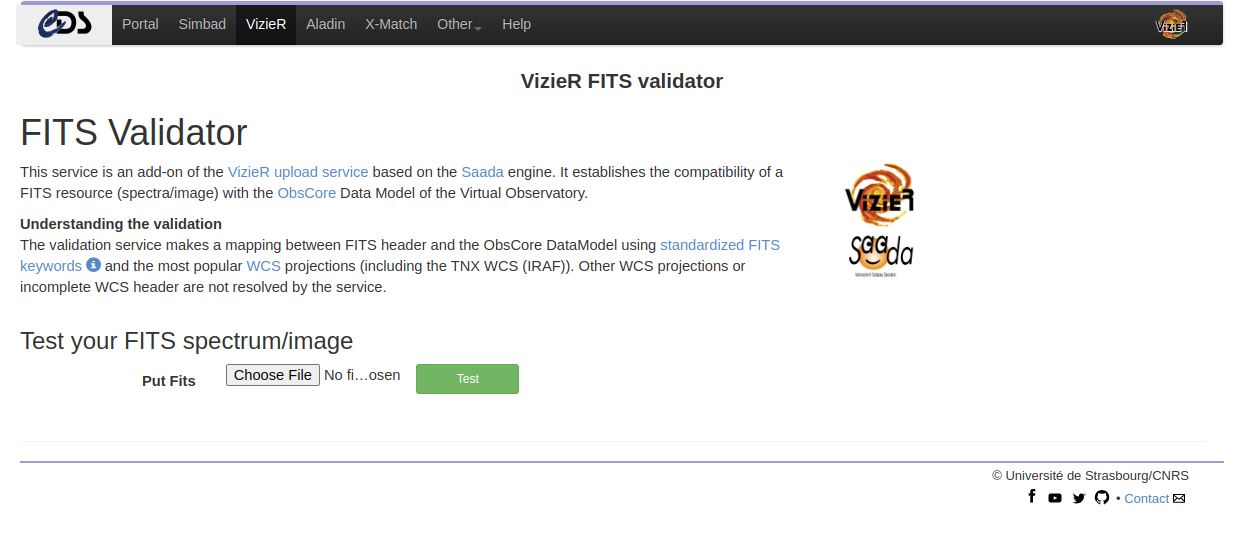 CDS Portal Simbad VizieR Aladin X-Match Other Help VizieR
VizieR FITS validator
FITS Validator
This service is an add-on of the VizieR upload service based on the Saada engine. It establishes the compatibility of a
FITS resource (spectra/image) with the ObsCore Data Model of the Virtual Observatory.
VizieR
saada
Understanding the validation
The validation service makes a mapping between FITS header and the ObsCore DataModel using standardized FITS
keywords and the most popular WCS projections (including the TNX WCS (IRAF)). Other WCS projections or
incomplete WCS header are not resolved by the service.
Test your FITS spectrum/image
Put Fits Choose File No fi…osen Test
© Université de Strasbourg/CNRS
• Contact